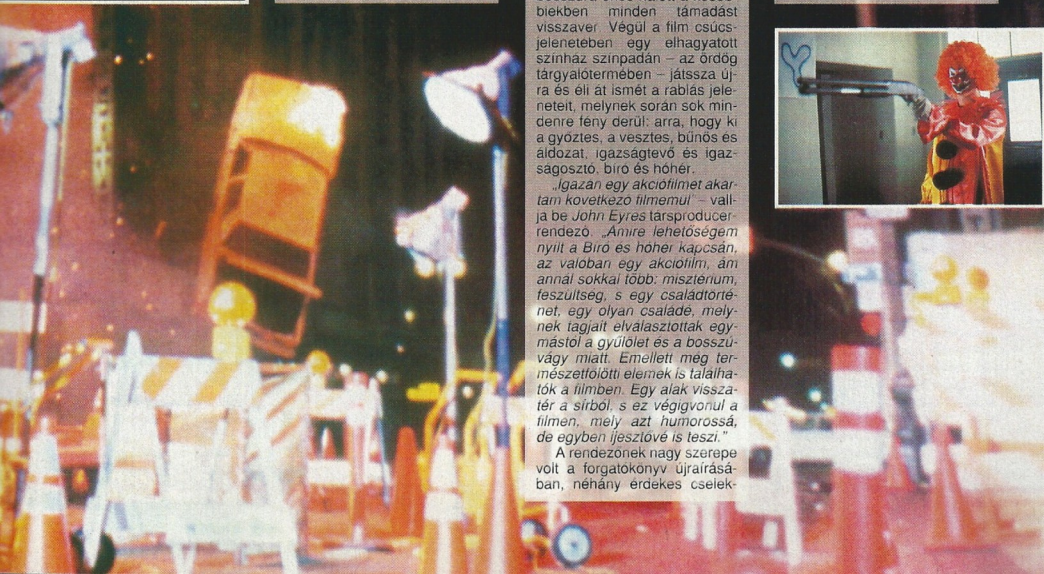 biekben minden támadást
visszaver. Végül a film csúcs-
jelenetében egy elhagyatott
színház színpadán – az ördög
tárgyalótermében – játssza új-
ra és éli át ismét a rablás jele-
neteit, melynek során sok min-
denre fény derül: arra, hogy ki
a győztes, a vesztes, bűnös és
áldozat, igazságtevő és igaz-
ságosztó, bíró és hóhér.
„Igazán egy akciófilmet akar-
tam következő filmemül" – vall-
ja be John Eyres társproducer-
rendező. „Amire lehetőségem
nyílt a Bíró és hóhér kapcsán,
az valóban egy akciófilm, ám
annál sokkal több: misztérium,
feszültség, s egy családtörté-
net, egy olyan családé, mely-
nek tagjait elválasztották egy-
mástól a gyűlölet és a bosszú-
vágy miatt. Emellett még ter-
mészetfölötti elemek is találha-
tók a filmben. Egy alak vissza-
tér a sírból, s ez végigvonul a
filmen, mely azt humorossá,
de egyben ijesztővé is teszi."
A rendezőnek nagy szerepe
volt a forgatókönyv újraírásá-
ban, néhány érdekes cselek-